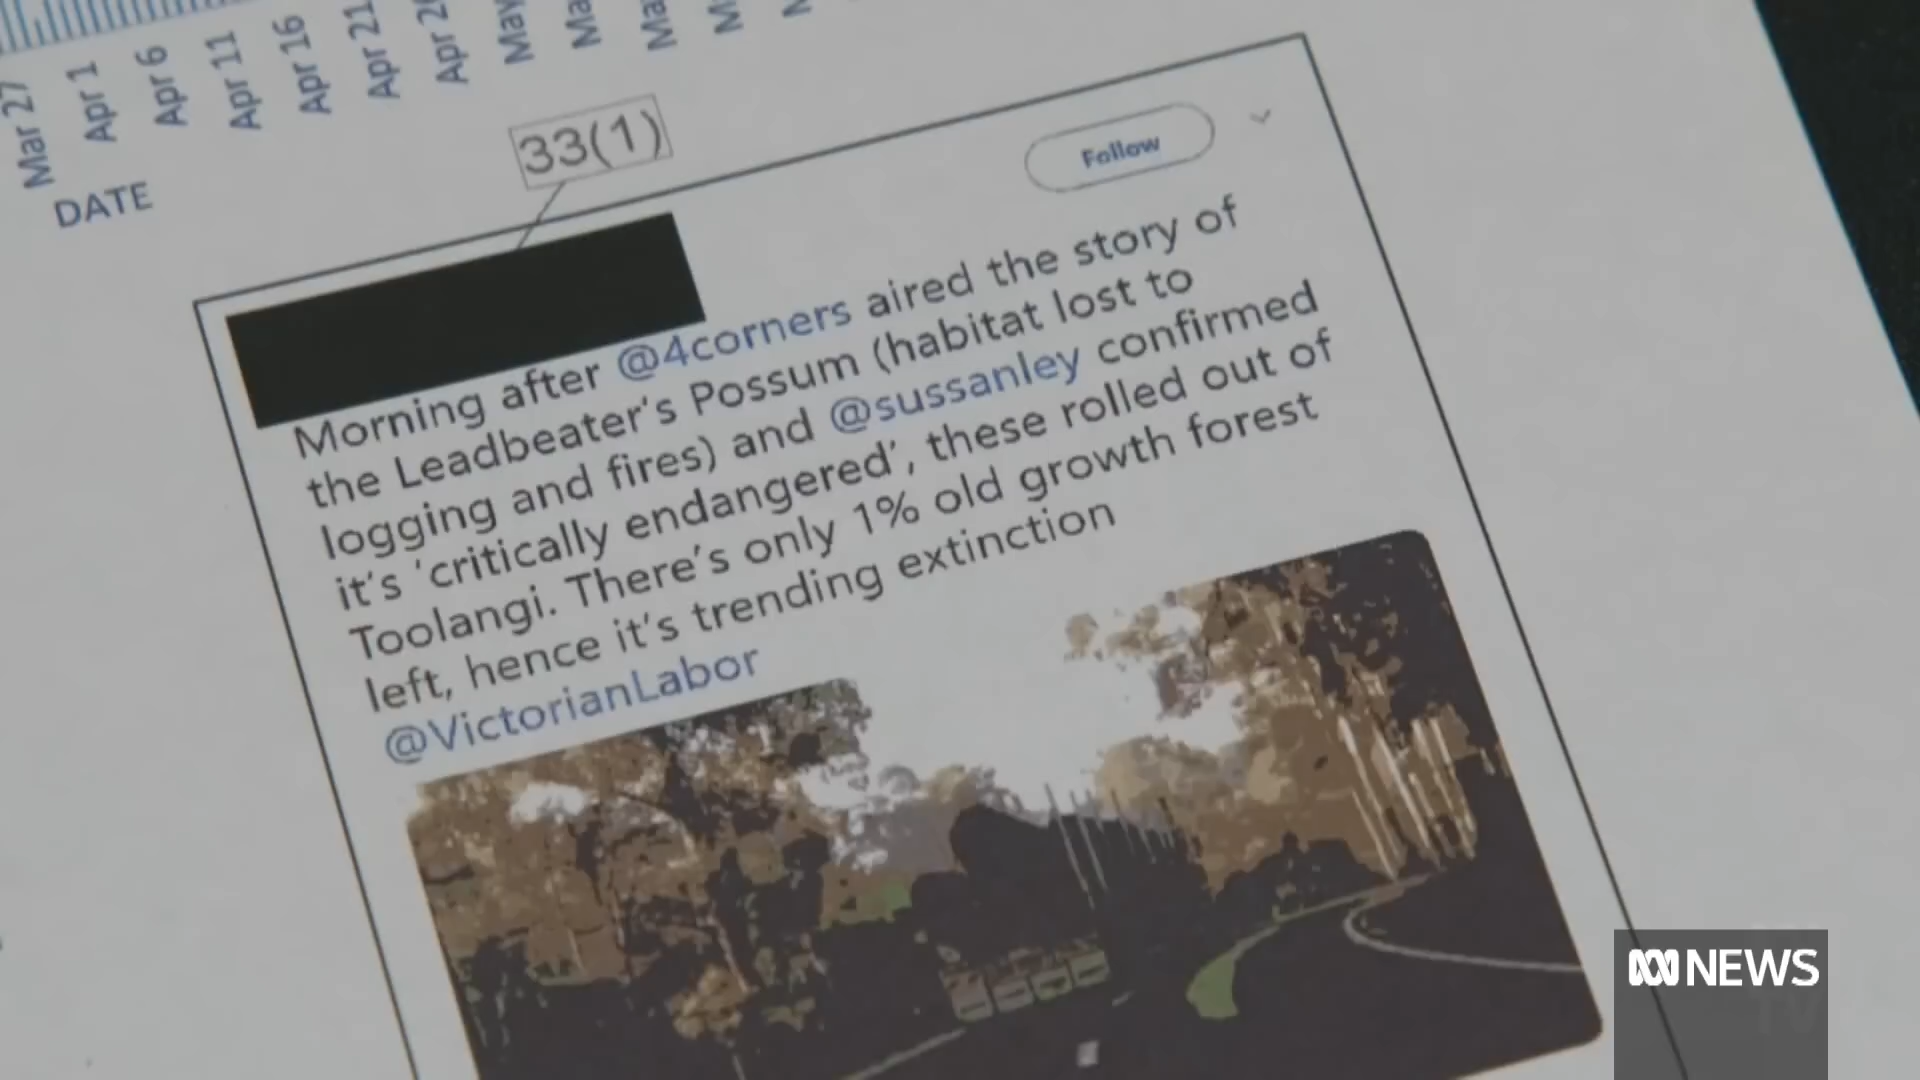 Mar 27
Apr 1
Apr 6
Apr 11
Apr 16
Apr 21
Apr
May
DATE
33(1)
Follow
Morning after @4corners aired the story of
the Leadbeater's Possum (habitat lost to
logging and fires) and @sussanley confirmed
it's 'critically endangered', these rolled out of
Toolangi. There's only 1% old growth forest
left, hence it's trending extinction
@VictorianLabor
NEWS